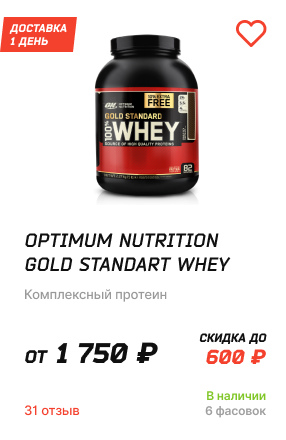 ДОСТАВКА
1 ДЕНЬ
ON OPTIMUM NUTRITION
10% EXTRA
FREE
GOLD STANDARD
100% WHEY
OPTIMUM NUTRITION
GOLD STANDART WHEY
Комплексный протеин
от 1 750 ₽
СКИДКА ДО
600 ₽
31 отзыв
В наличии
6 фасовок